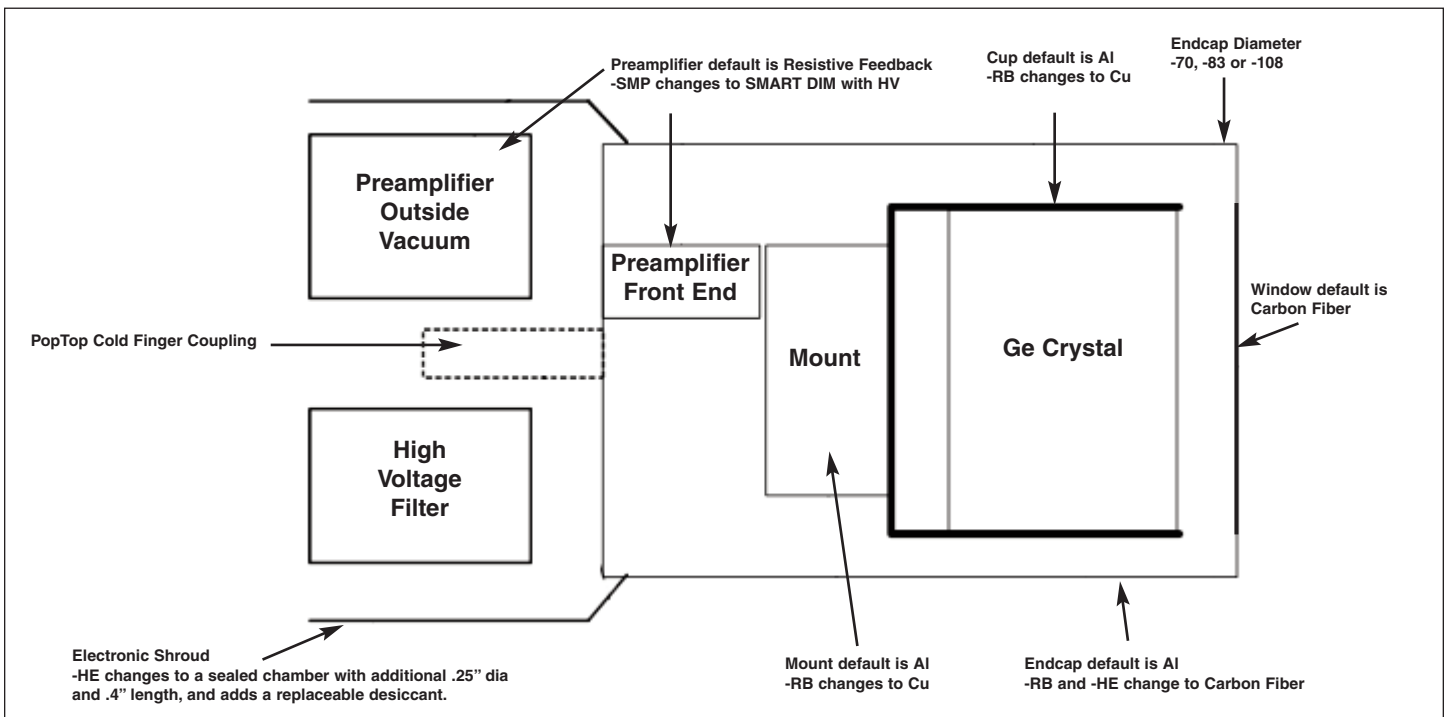 Preamplifier default is Resistive Feedback
-SMP changes to SMART DIM with HV
Cup default is Al
-RB changes to Cu
Endcap Diameter
-70, -83 or -108
Preamplifier
Outside
Vacuum
Preamplifier
Front End
Mount
Ge Crystal
Window default is
Carbon Fiber
PopTop Cold Finger Coupling
High
Voltage
Filter
Electronic Shroud
-HE changes to a sealed chamber with additional .25” dia
and .4” length, and adds a replaceable desiccant.
Mount default is Al
-RB changes to Cu
Endcap default is Al
-RB and -HE change to Carbon Fiber